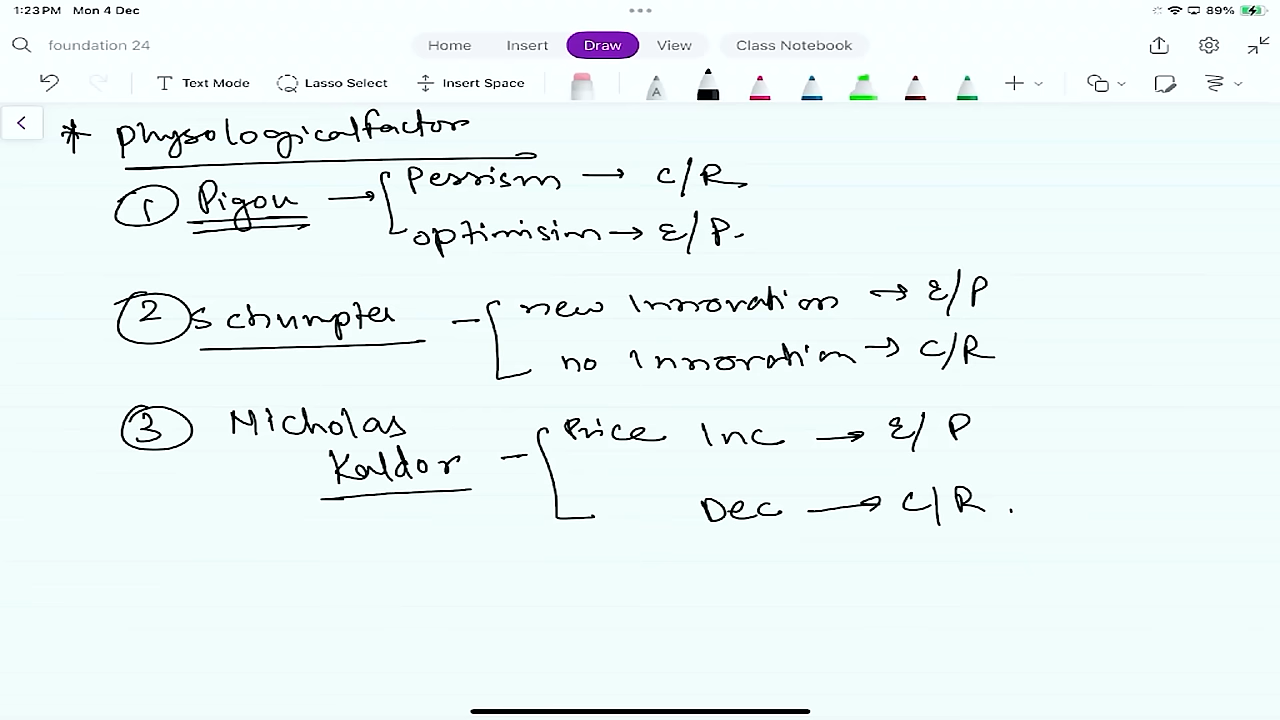 1:23 PM Mon 4 Dec 89%
foundation 24 Home Insert Draw View Class Notebook
Text Mode Lasso Select Insert Space
* physologicalfactor
① Pigou → Pessism → C/R
optimisim → E/P.
② schumpter - new Innovation → E/P
no Innovation → C/R
③ Nicholas Kaldor - Price Inc → E/P
Dec → C/R.